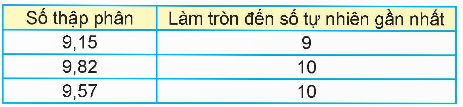 Số thập phân Làm tròn đến số tự nhiên gần nhất
9,15 9
9,82 10
9,57 10